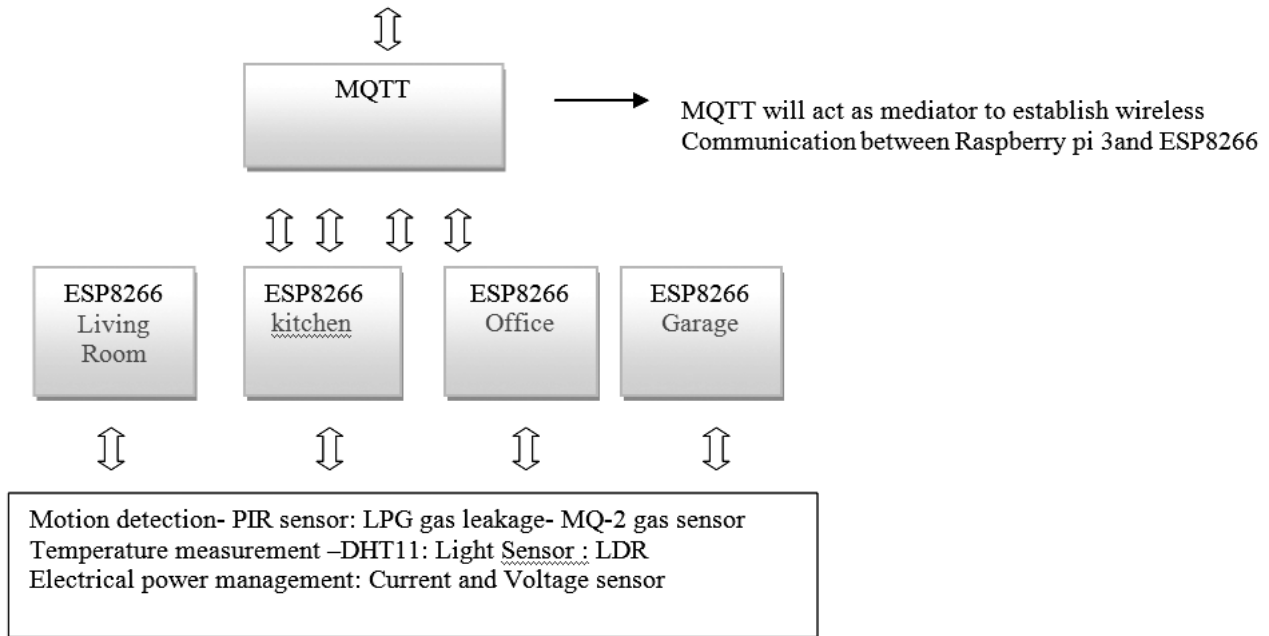 MQTT
MQTT will act as mediator to establish wireless
Communication between Raspberry pi 3and ESP8266
ESP8266
Living
Room
ESP8266
kitchen
ESP8266
Office
ESP8266
Garage
Motion detection- PIR sensor: LPG gas leakage- MQ-2 gas sensor
Temperature measurement –DHT11: Light Sensor : LDR
Electrical power management: Current and Voltage sensor